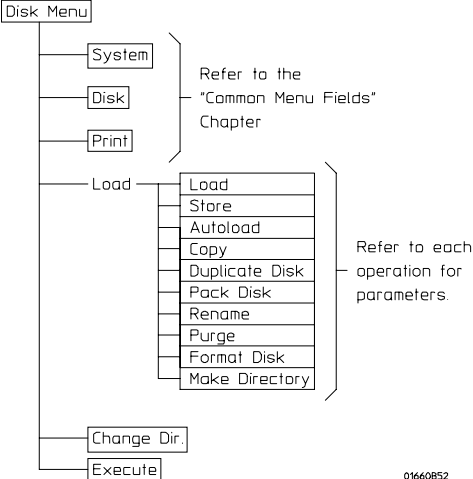 Disk Menu
System
Disk
Print
Refer to the
"Common Menu Fields"
Chapter
Load
Load
Store
Autoload
Copy
Duplicate Disk
Pack Disk
Rename
Purge
Format Disk
Make Directory
Refer to each
operation for
parameters.
Change Dir.
Execute
01660B52